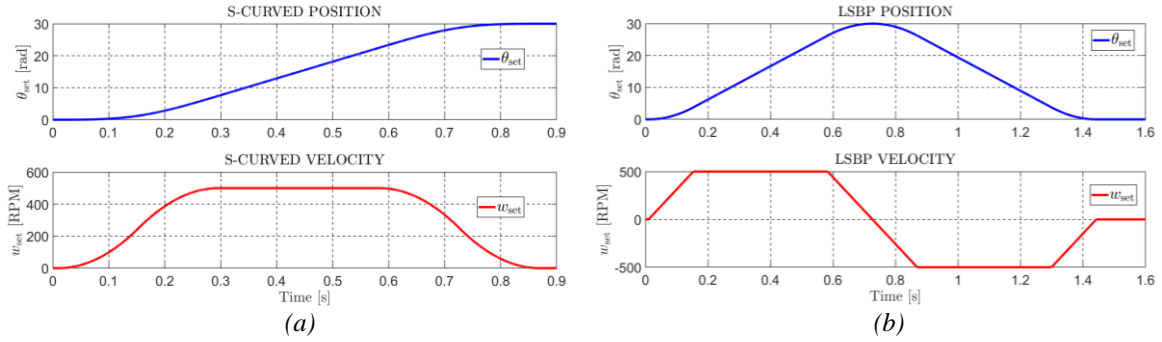 S-CURVED POSITION
30
20
10
0
θset [rad]
θset
0 0.1 0.2 0.3 0.4 0.5 0.6 0.7 0.8 0.9
S-CURVED VELOCITY
600
400
200
0
wset [RPM]
wset
0 0.1 0.2 0.3 0.4 0.5 0.6 0.7 0.8 0.9
Time [s]
(a)
LSBP POSITION
30
20
10
0
θset [rad]
θset
0 0.2 0.4 0.6 0.8 1 1.2 1.4 1.6
LSBP VELOCITY
500
0
-500
wset [RPM]
wset
0 0.2 0.4 0.6 0.8 1 1.2 1.4 1.6
Time [s]
(b)